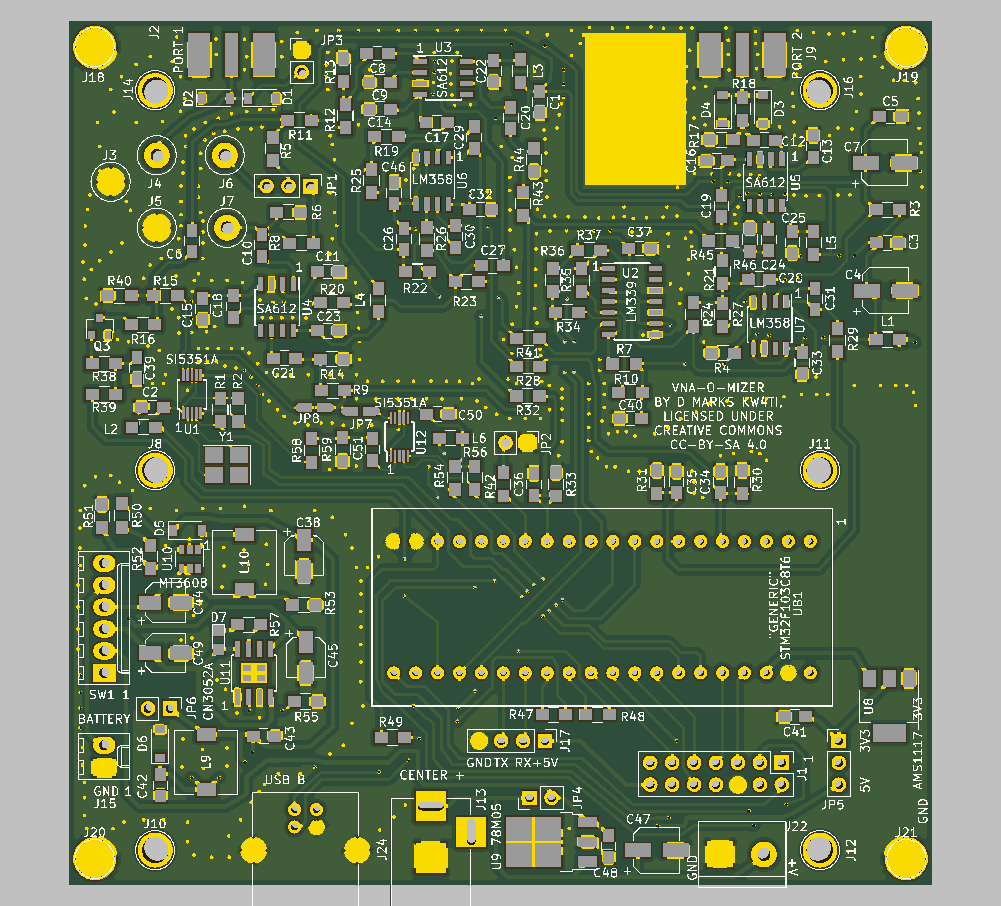 J2
PORT 1
JP3
1
U3
SA612
PORT 2
J9
J18
J14
D2
D1
R13
C8
C9
R12
C14
C22
L3
C1
C20
R18
D4
D3
J16
J19
C5
R11
R5
R19
C17
C29
R17
C16
C12
C13
C7
J3
J4
J6
JP1
R25
C46
LM358
1
U6
R44
R43
1
U5
SA612
J5
J7
R6
C32
C19
R3
C6
C10
R8
C26
R26
C30
R37
C37
R36
R35
R45
R46
C25
L5
C3
C11
R22
C27
R23
1
U2
LM339
R21
C24
C28
C4
R40
R15
C15
C18
1
SA612
U4
R20
C23
L4
R34
R24
R27
1
LM358
U7
C31
L1
R29
Q3
R16
SI5351A
R38
C39
G21
R14
R41
R7
R4
C33
R39
C2
L2
1
U1
R1
R2
R9
R28
R10
SI5351A
JP8
JP7
R32
C40
VNA-O-MIZER
BY D MARKS KW4TI,
LICENSED UNDER
CREATIVE COMMONS
CC-BY-SA 4.0
C50
U12
1
L6
R56
JP2
J8
Y1
R58
R59
C51
R54
R42
C36
R33
R31
C35
C34
R30
J11
R51
R50
D5
R52
U10
1
MT3608
L10
C38
1
C44
R53
C49
D7
R57
U11
CN3052A
1
C45
R55
"GENERIC"
STM32F103C8T6
UB1
SW1 1
BATTERY
JP6
D6
C42
L9
C43
GND 1
J15
R49
R47
R48
J17
GNDTX RX+5V
C41
U8
AMS1117-3V3
3V3
5V
JP5
J1
1
USB B
CENTER +
J13
JP4
J24
U9 78M05
C48
C47
GND
J22
A+
GND
J20
J10
J12
J21